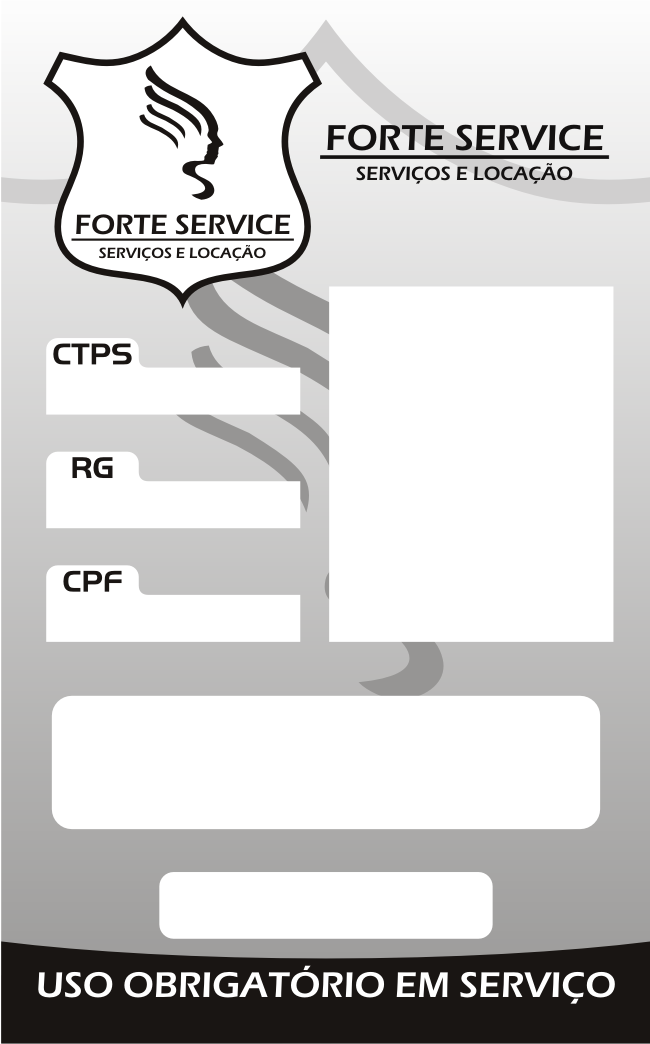 FORTE SERVICE
SERVIÇOS E LOCAÇÃO
FORTE SERVICE
SERVIÇOS E LOCAÇÃO
CTPS
RG
CPF
USO OBRIGATÓRIO EM SERVIÇO